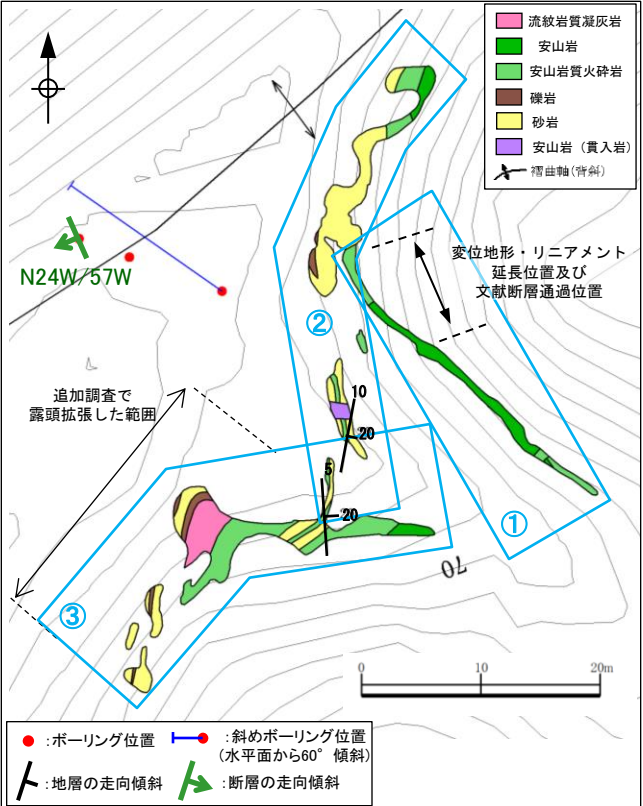 流紋岩質凝灰岩
安山岩
安山岩質火砕岩
礫岩
砂岩
安山岩（貫入岩）
褶曲軸(背斜)
N24W/57W
変位地形・リニアメント
延長位置及び
文献断層通過位置
②
追加調査で
露頭拡張した範囲
10
20
5
20
①
③
70
0 10 20m
:ボーリング位置
:斜めボーリング位置
(水平面から60°傾斜)
:地層の走向傾斜
:断層の走向傾斜